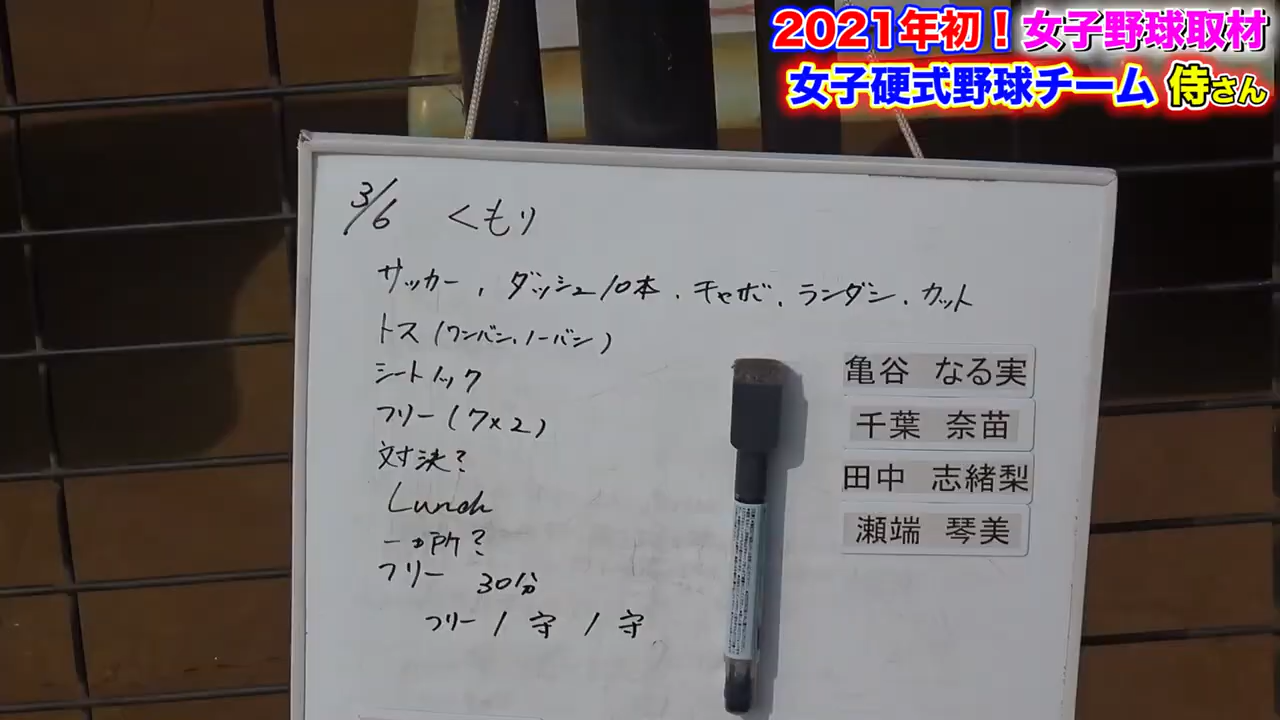 2021年初！女子野球取材
女子硬式野球チーム 侍さん
3/6 くもり
サッカー、ダッシュ10本、チャボ、ランダン、カット
トス(ワンバン、ノーバン)
シートノック
フリー(7×2)
対決?
Lunch
一ヵ所?
フリー 30分
フリー / 守 / 守
亀谷 なる実
千葉 奈苗
田中 志緒梨
瀬端 琴美